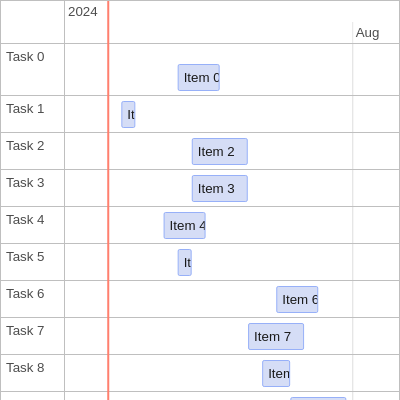 2024
Aug
Task 0
Item 0
Task 1
It
Task 2
Item 2
Task 3
Item 3
Task 4
Item 4
Task 5
It
Task 6
Item 6
Task 7
Item 7
Task 8
Iten